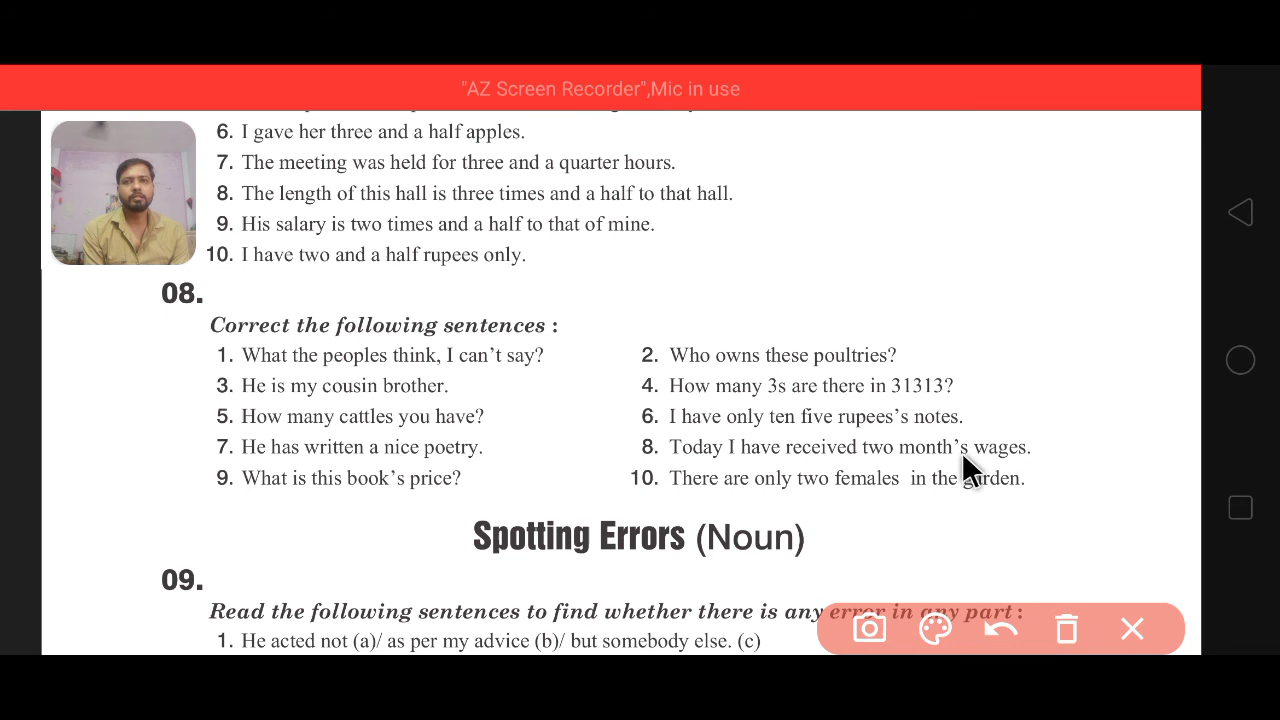 "AZ Screen Recorder",Mic in use
6. I gave her three and a half apples.
7. The meeting was held for three and a quarter hours.
8. The length of this hall is three times and a half to that hall.
9. His salary is two times and a half to that of mine.
10. I have two and a half rupees only.
08.
Correct the following sentences :
1. What the peoples think, I can't say? 2. Who owns these poultries?
3. He is my cousin brother. 4. How many 3s are there in 31313?
5. How many cattles you have? 6. I have only ten five rupees's notes.
7. He has written a nice poetry. 8. Today I have received two month's wages.
9. What is this book's price? 10. There are only two females in the garden.
Spotting Errors (Noun)
09.
Read the following sentences to find whether there is any error in any part :
1. He acted not (a)/ as per my advice (b)/ but somebody else. (c)